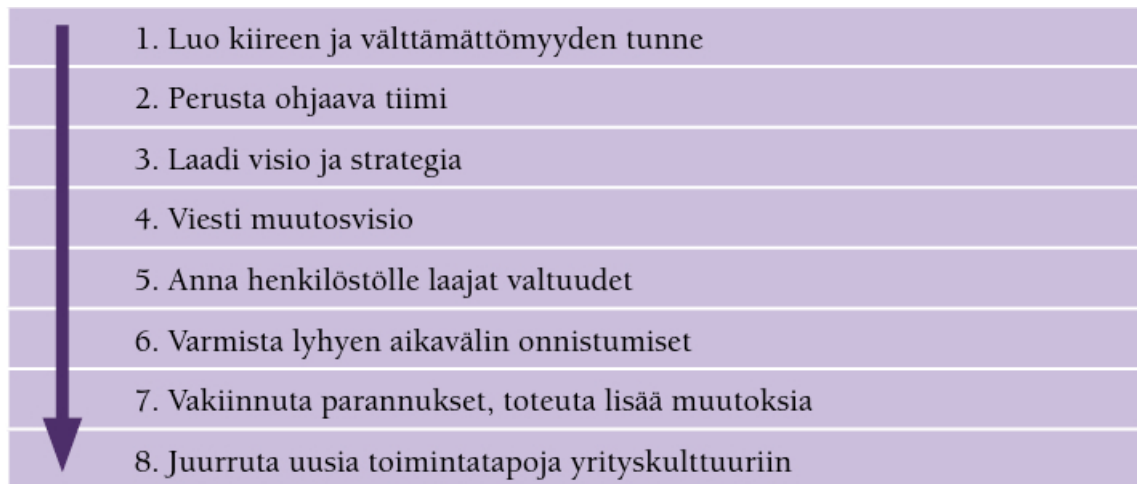 1. Luo kiireen ja välttämättömyyden tunne
2. Perusta ohjaava tiimi
3. Laadi visio ja strategia
4. Viesti muutosvisio
5. Anna henkilöstölle laajat valtuudet
6. Varmista lyhyen aikavälin onnistumiset
7. Vakiinnuta parannukset, toteuta lisää muutoksia
8. Juurruta uusia toimintatapoja yrityskulttuuriin